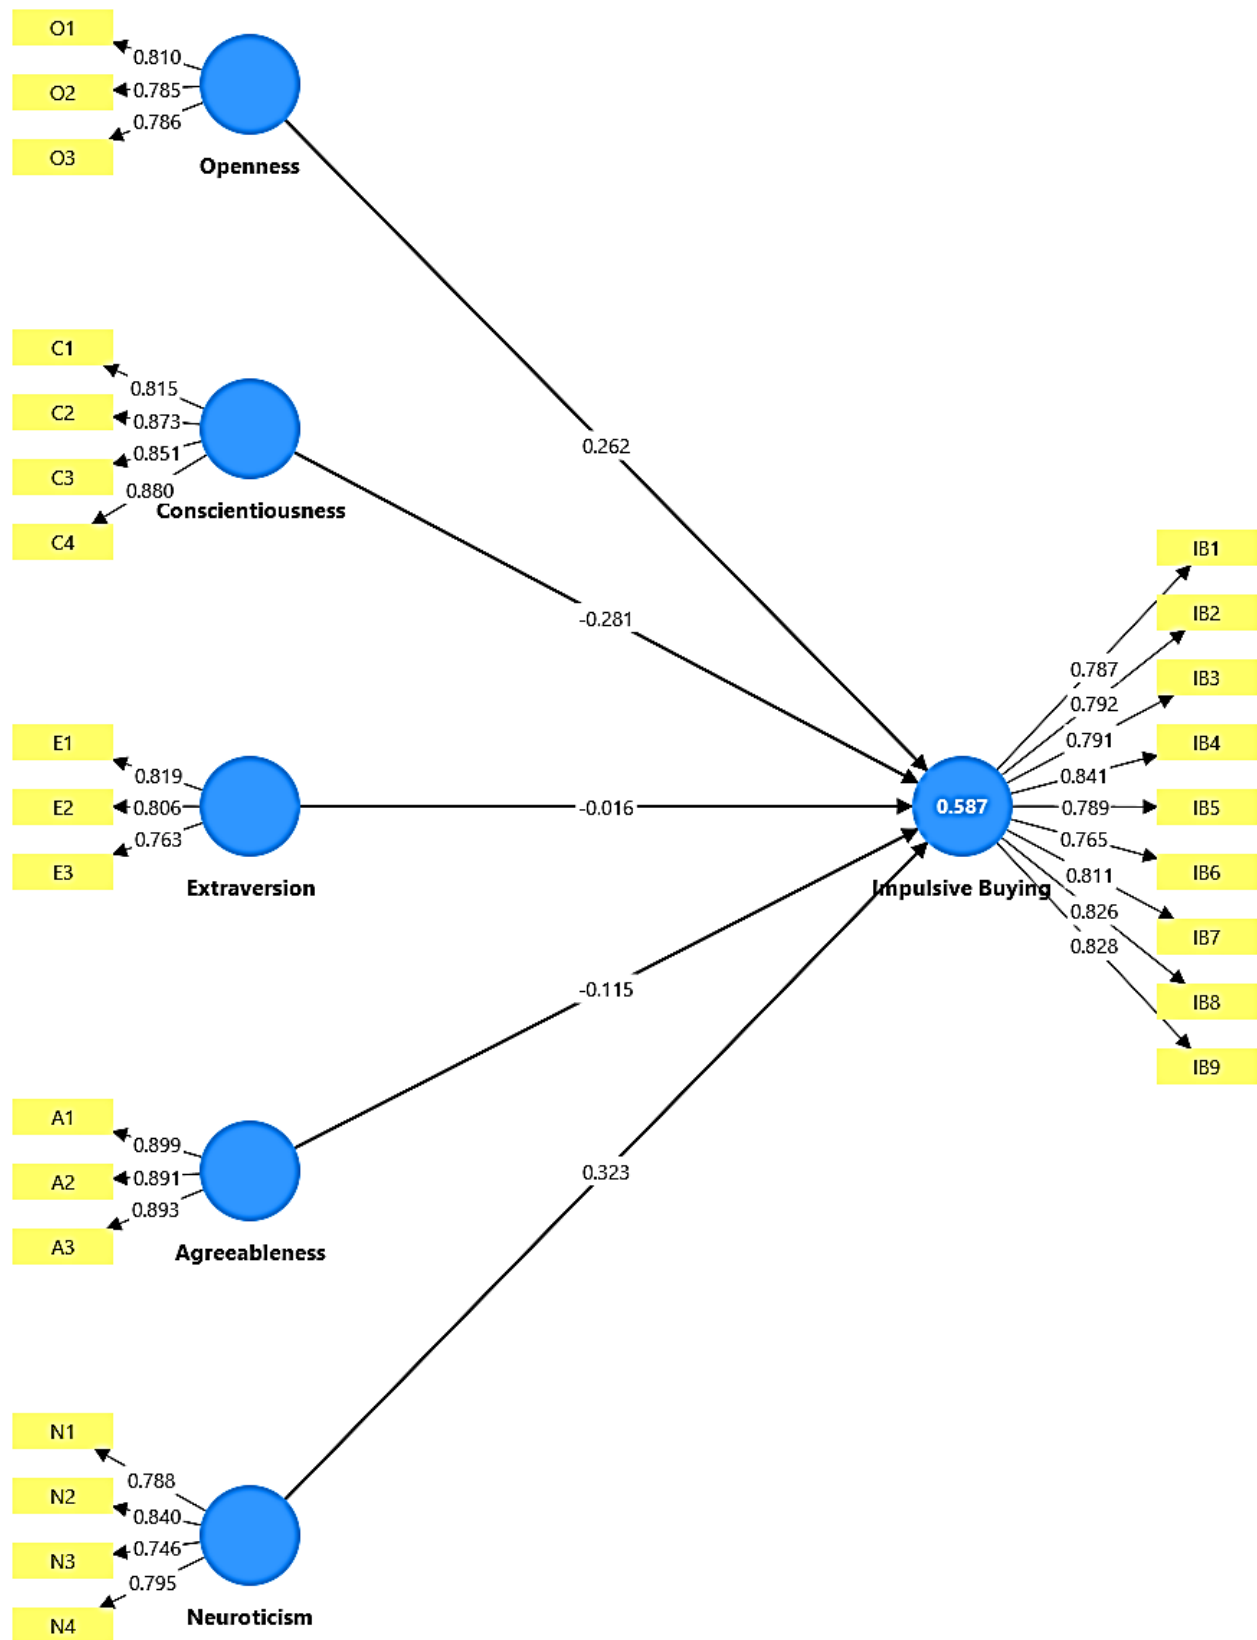 O1
0.810
O2
0.785
0.786
O3
Openness
C1
0.815
C2
0.873
0.851
C3
0.880
Conscientiousness
C4
E1
0.819
E2
0.806
0.763
E3
Extraversion
A1
0.899
A2
0.891
0.893
A3
Agreeableness
N1
0.788
N2
0.840
0.746
N3
0.795
Neuroticism
N4
0.262
-0.281
-0.016
-0.115
0.323
0.587
Impulsive Buying
0.787
0.792
0.791
0.841
0.789
0.765
0.811
0.826
0.828
IB1
IB2
IB3
IB4
IB5
IB6
IB7
IB8
IB9